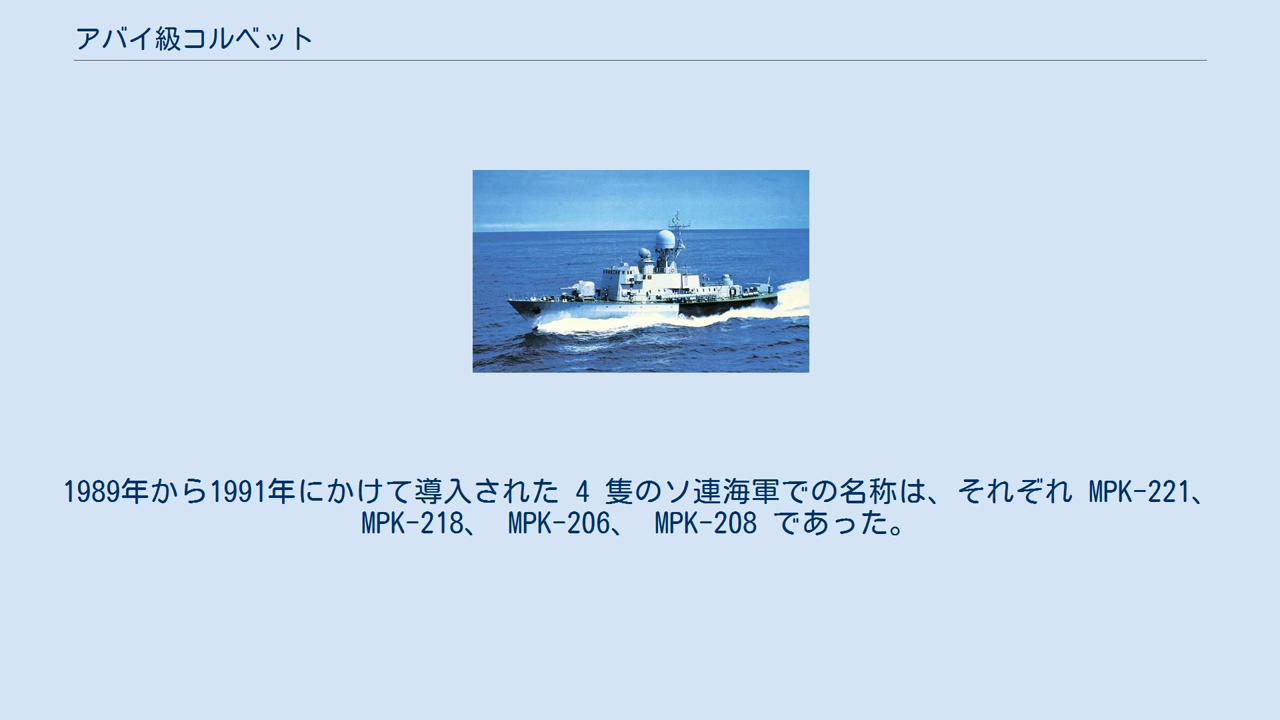 アバイ級コルベット
1989年から1991年にかけて導入された 4 隻のソ連海軍での名称は、それぞれ MPK-221、
MPK-218、 MPK-206、 MPK-208 であった。